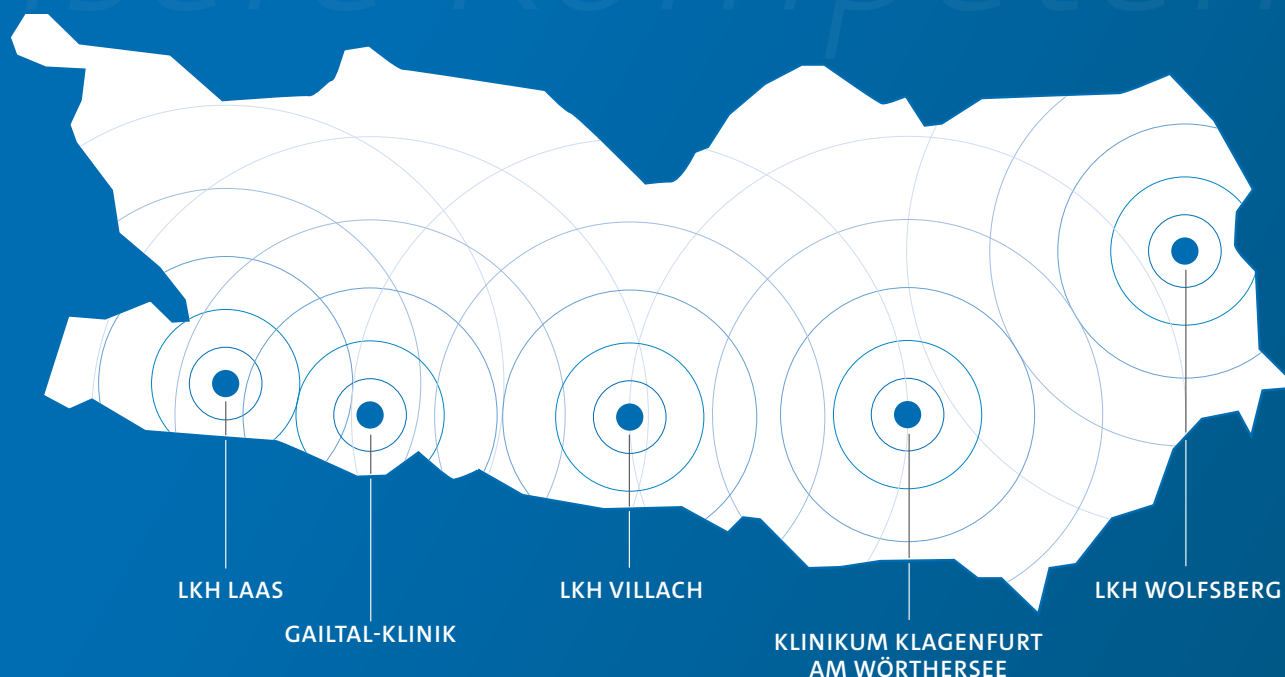 LKH LAAS
GAILTAL-KLINIK
LKH VILLACH
KLINIKUM KLAGENFURT
AM WÖRTHERSEE
LKH WOLFSBERG